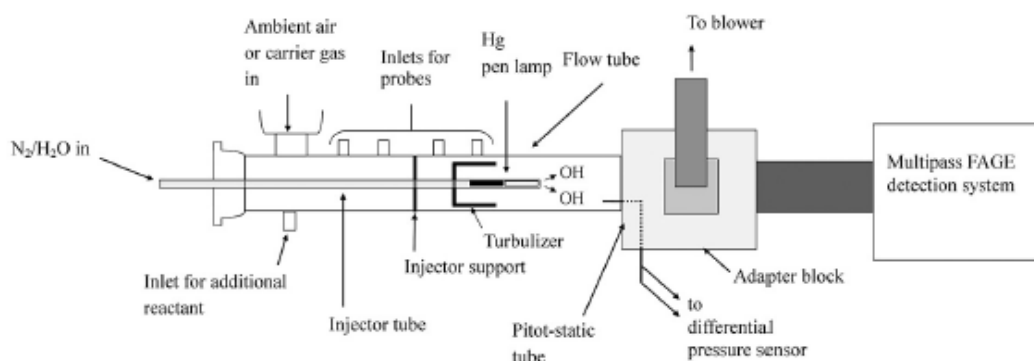 Ambient air
or carrier gas
in
Inlets for
probes
Hg
pen lamp
Flow tube
To blower
N₂/H₂O in
OH
OH
Multipass FAGE
detection system
Turbulizer
Injector support
Adapter block
Inlet for additional
reactant
Injector tube
Pitot-static
tube
to
differential
pressure sensor